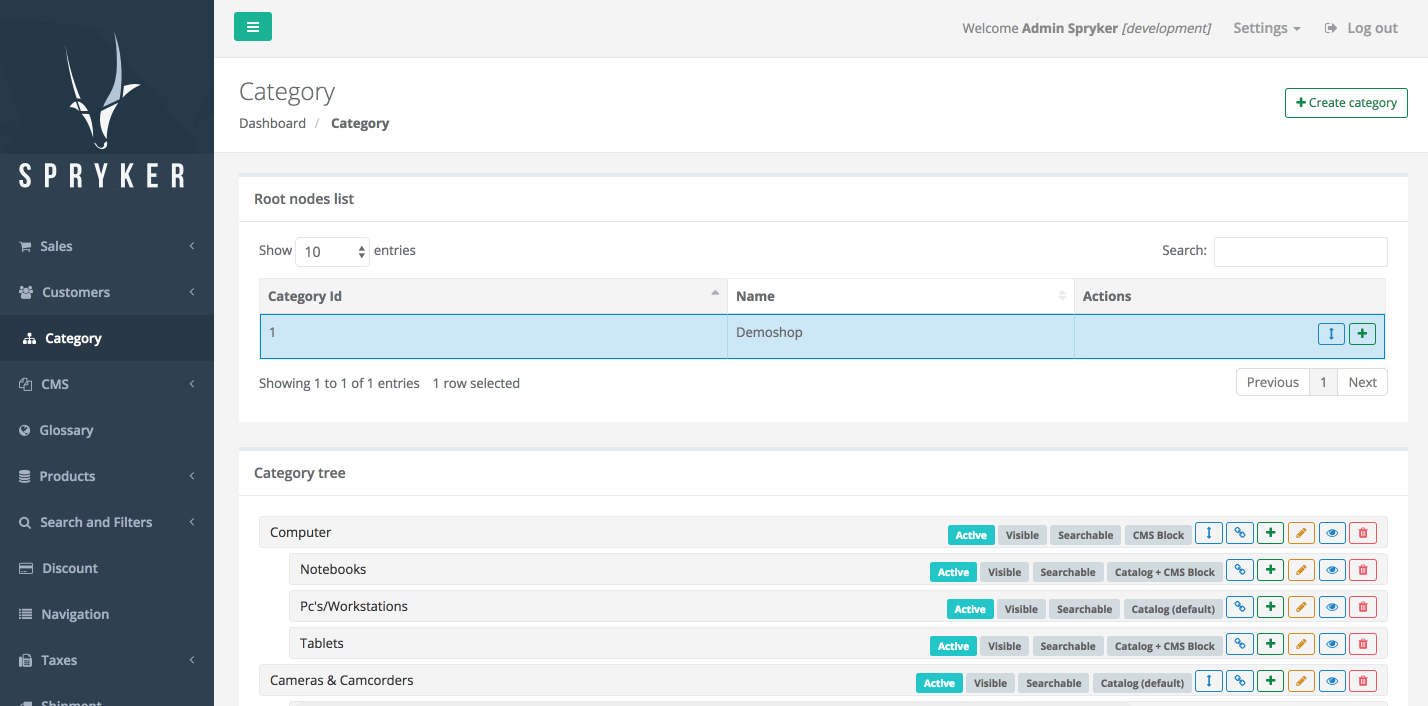 Welcome Admin Spryker [development] Settings Log out
SPRYKER
Category
Dashboard / Category
Create category
Sales
Customers
Category
CMS
Glossary
Products
Search and Filters
Discount
Navigation
Taxes
Shipment
Root nodes list
Show 10 entries Search:
Category Id Name Actions
1 Demoshop
Showing 1 to 1 of 1 entries 1 row selected Previous 1 Next
Category tree
Computer Active Visible Searchable CMS Block
Notebooks Active Visible Searchable Catalog + CMS Block
Pc's/Workstations Active Visible Searchable Catalog (default)
Tablets Active Visible Searchable Catalog + CMS Block
Cameras & Camcorders Active Visible Searchable Catalog (default)